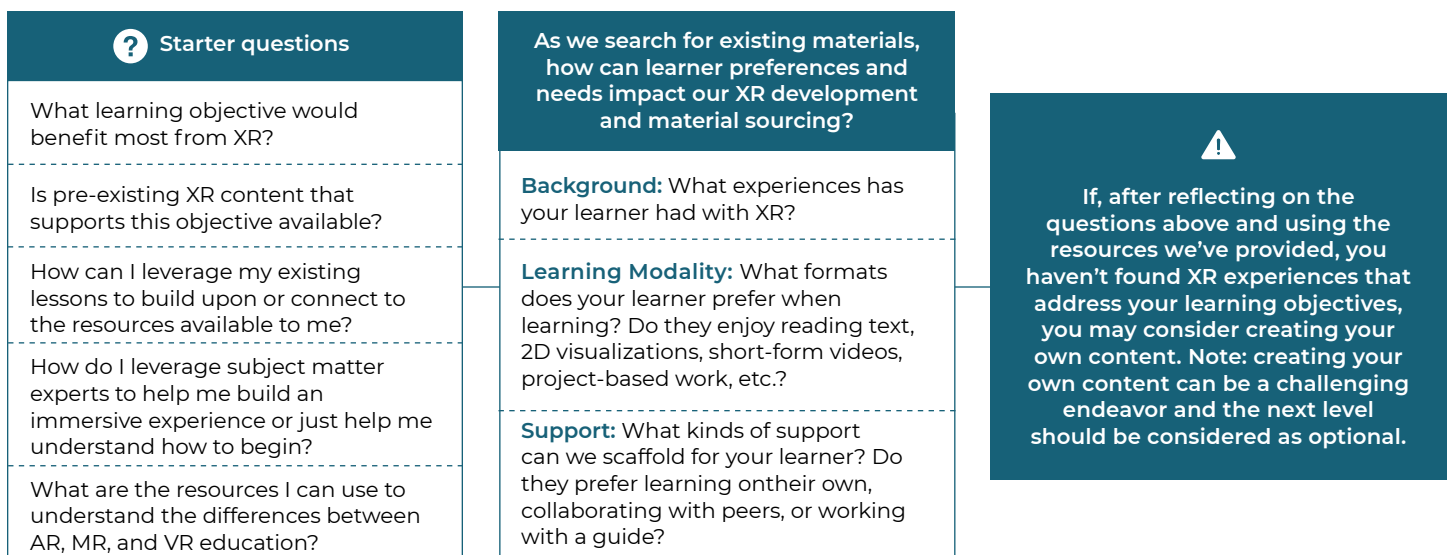 Starter questions
What learning objective would
benefit most from XR?
Is pre-existing XR content that
supports this objective available?
How can I leverage my existing
lessons to build upon or connect to
the resources available to me?
How do I leverage subject matter
experts to help me build an
immersive experience or just help me
understand how to begin?
What are the resources I can use to
understand the differences between
AR, MR, and VR education?
As we search for existing materials,
how can learner preferences and
needs impact our XR development
and material sourcing?
Background: What experiences has
your learner had with XR?
Learning Modality: What formats
does your learner prefer when
learning? Do they enjoy reading text,
2D visualizations, short-form videos,
project-based work, etc.?
Support: What kinds of support
can we scaffold for your learner? Do
they prefer learning ontheir own,
collaborating with peers, or working
with a guide?
If, after reflecting on the
questions above and using the
resources we’ve provided, you
haven’t found XR experiences that
address your learning objectives,
you may consider creating your
own content. Note: creating your
own content can be a challenging
endeavor and the next level
should be considered as optional.